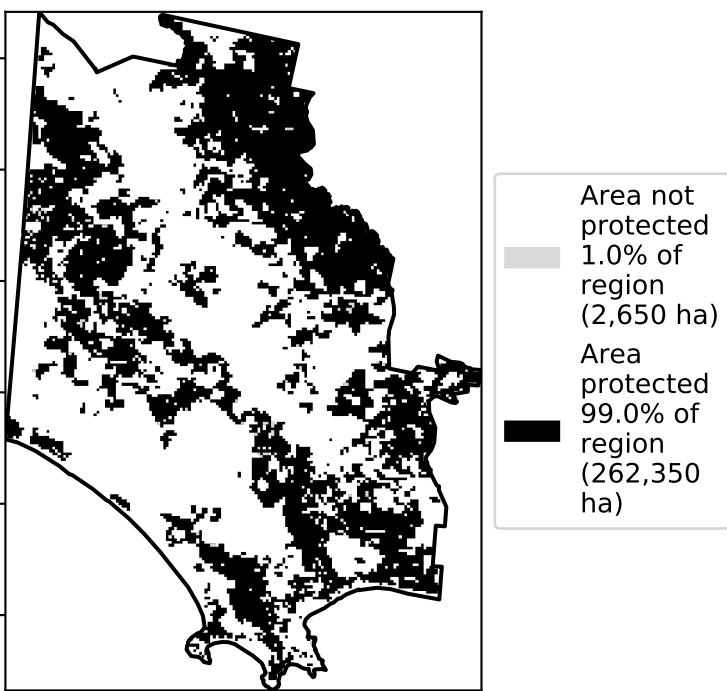 Area not
protected
1.0% of
region
(2,650 ha)
Area
protected
99.0% of
region
(262,350
ha)